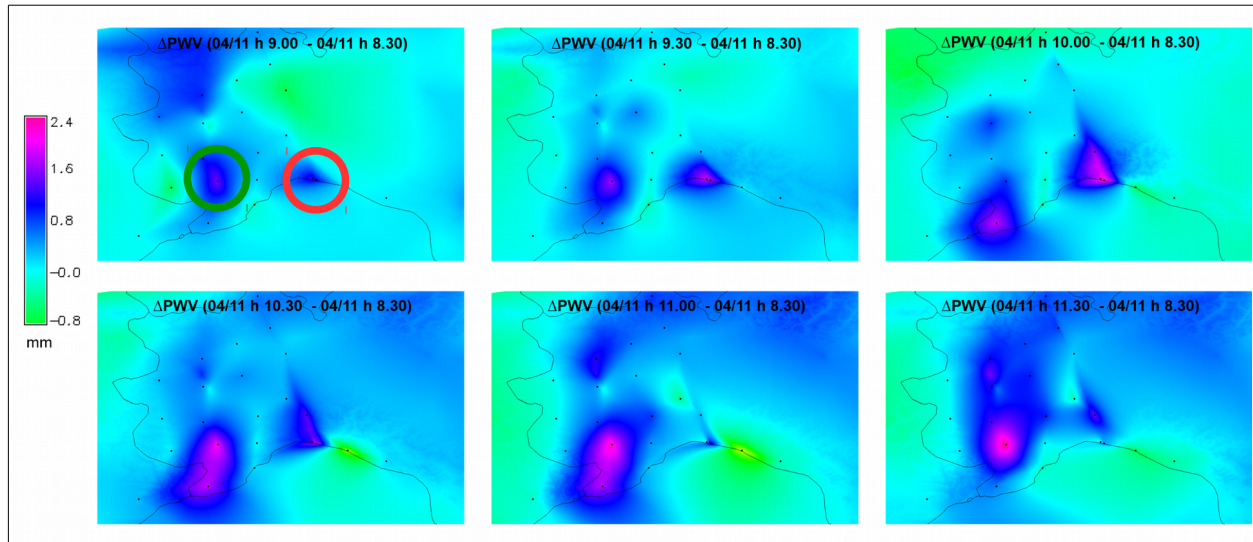 ΔPWV (04/11 h 9.00 - 04/11 h 8.30)
ΔPWV (04/11 h 9.30 - 04/11 h 8.30)
ΔPWV (04/11 h 10.00 - 04/11 h 8.30)
2.4
1.6
0.8
-0.0
-0.8
mm
ΔPWV (04/11 h 10.30 - 04/11 h 8.30)
ΔPWV (04/11 h 11.00 - 04/11 h 8.30)
ΔPWV (04/11 h 11.30 - 04/11 h 8.30)